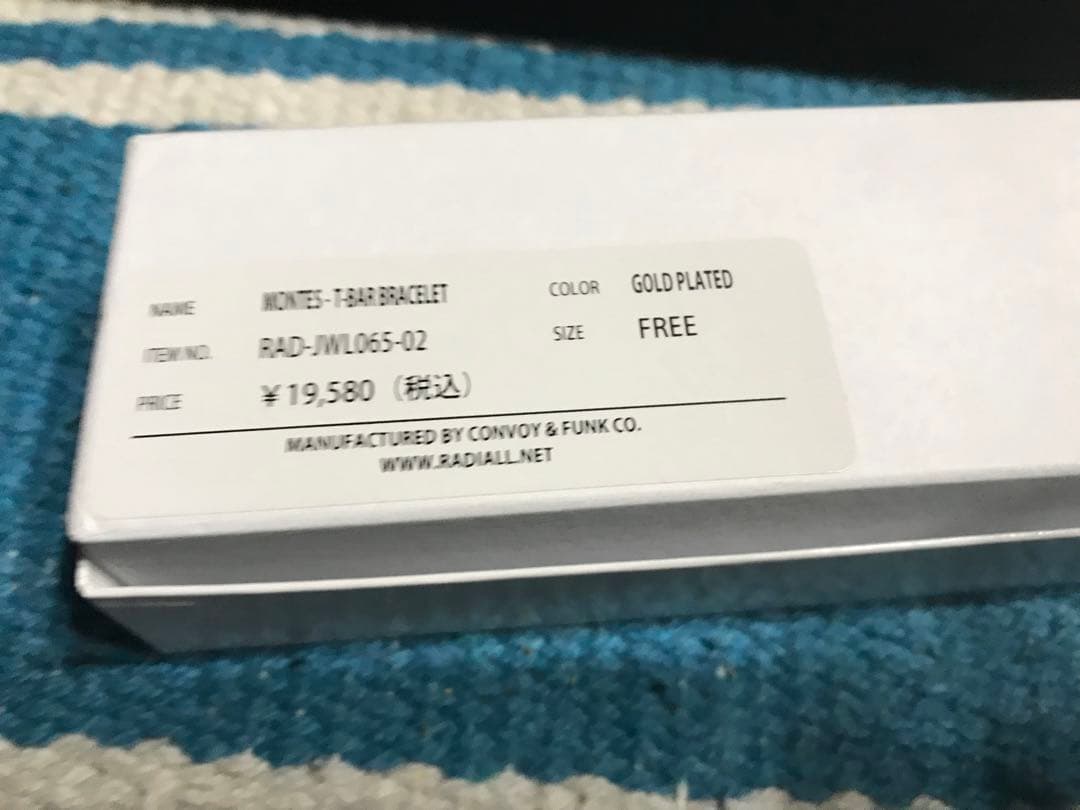 NAME MONTES - T-BAR BRACELET COLOR GOLD PLATED
ITEM NO. RAD-JWL065-02 SIZE FREE
PRICE ¥19,580（税込）
MANUFACTURED BY CONVOY & FUNK CO.
WWW.RADIALL.NET